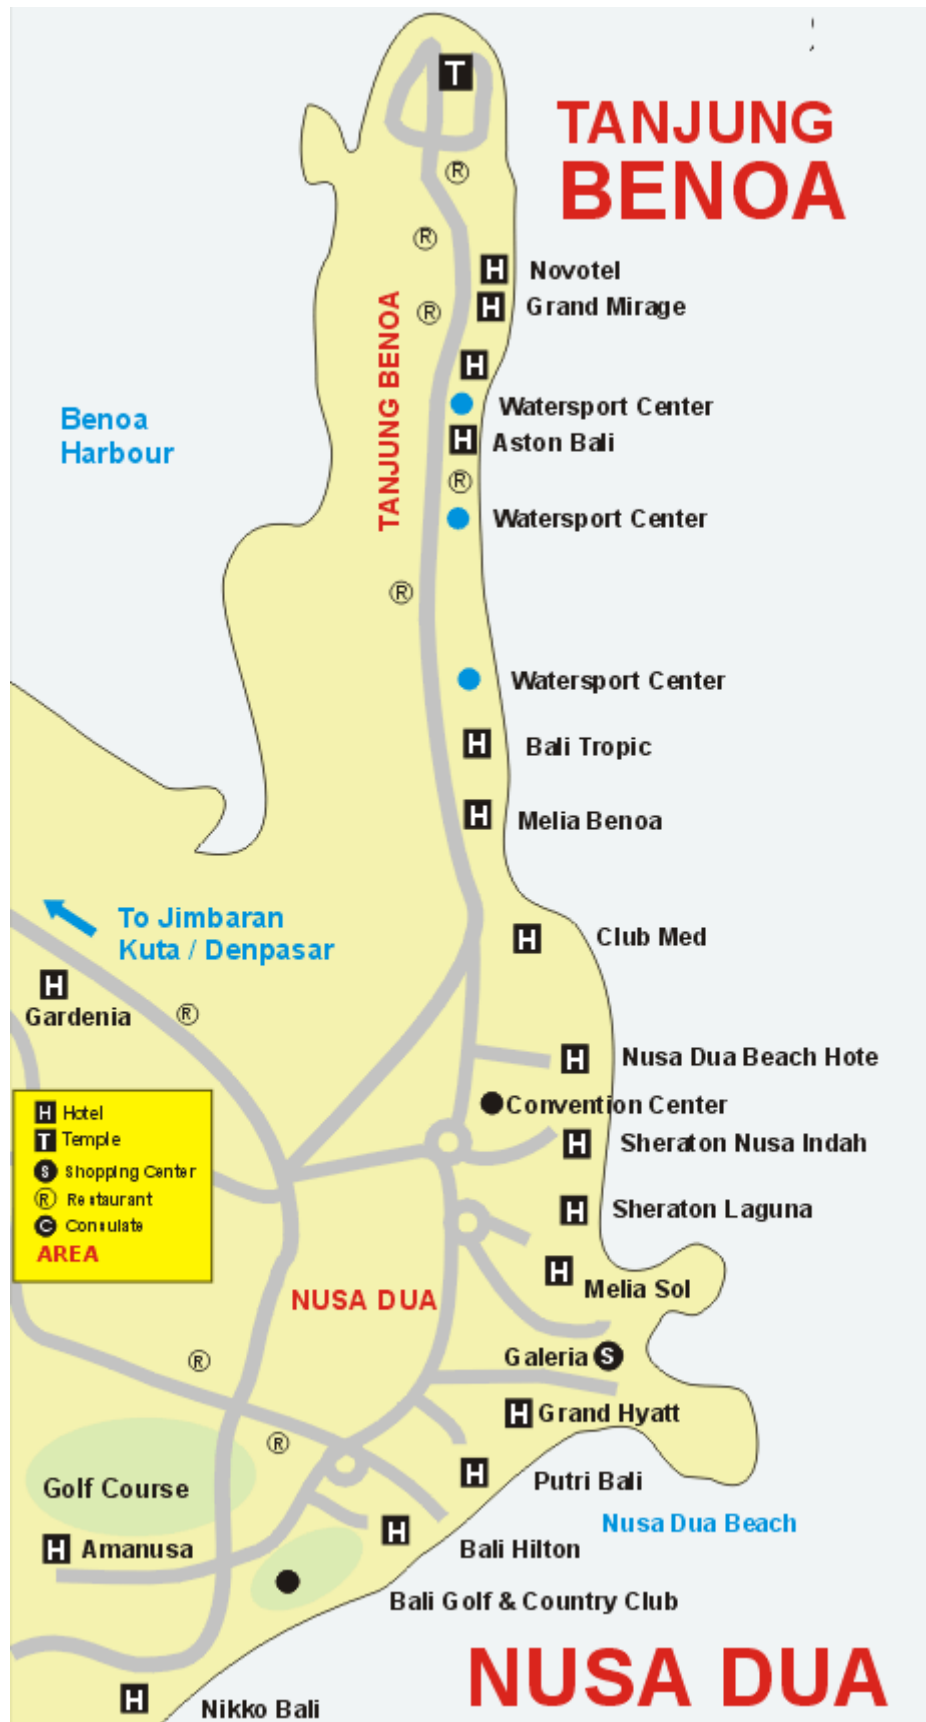 TANJUNG
BENOA
T
R
R
H Novotel
H Grand Mirage
R
TANJUNG BENOA
H
Benoa
Harbour
Watersport Center
H Aston Bali
R
Watersport Center
R
Watersport Center
H Bali Tropic
H Melia Benoa
To Jimbaran
Kuta / Denpasar
H Club Med
H
Gardenia
R
H Nusa Dua Beach Hote
Convention Center
H Sheraton Nusa Indah
H Hotel
T Temple
S Shopping Center
R Restaurant
C Consulate
AREA
H Sheraton Laguna
H Melia Sol
NUSA DUA
Galeria S
R
H Grand Hyatt
R
Golf Course
H Putri Bali
Nusa Dua Beach
H Amanusa
H Bali Hilton
Bali Golf & Country Club
NUSA DUA
H Nikko Bali